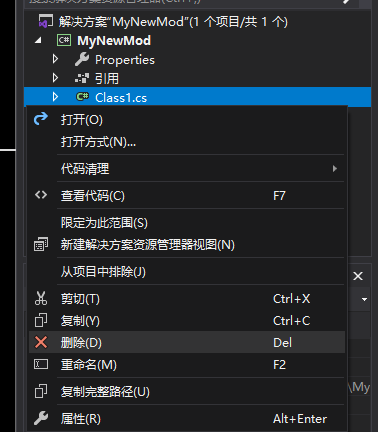 解决方案“MyNewMod”(1 个项目/共 1 个)
MyNewMod
Properties
引用
Class1.cs
打开(O)
打开方式(N)...
代码清理
查看代码(C) F7
限定为此范围(S)
新建解决方案资源管理器视图(N)
从项目中排除(J)
剪切(T) Ctrl+X
复制(Y) Ctrl+C
删除(D) Del
重命名(M) F2
复制完整路径(U)
\My
属性(R) Alt+Enter